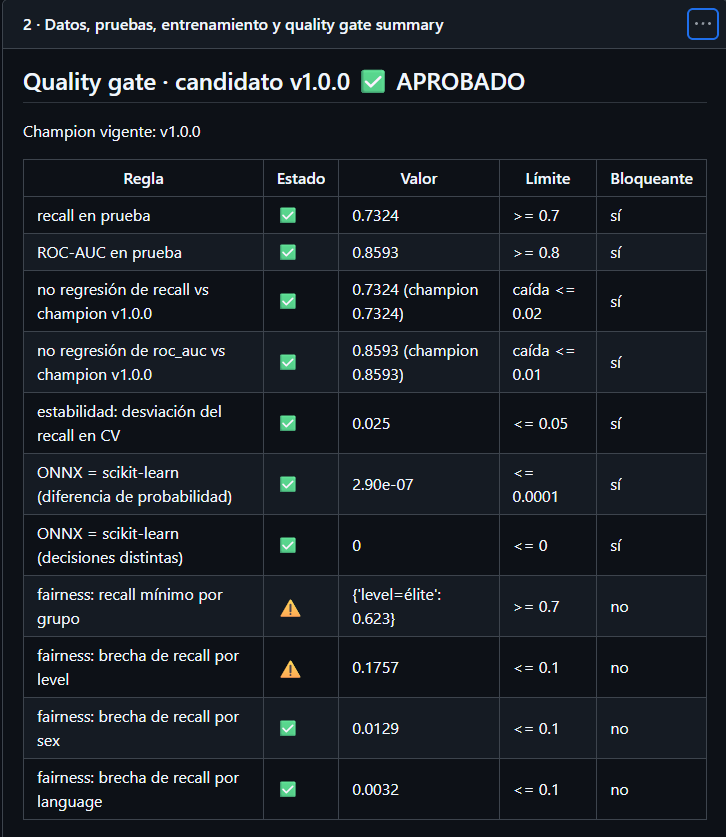 2 · Datos, pruebas, entrenamiento y quality gate summary
...
Quality gate · candidato v1.0.0 ✅ APROBADO
Champion vigente: v1.0.0
Regla Estado Valor Límite Bloqueante
recall en prueba ✅ 0.7324 >= 0.7 sí
ROC-AUC en prueba ✅ 0.8593 >= 0.8 sí
no regresión de recall vs
champion v1.0.0 ✅ 0.7324 (champion
0.7324) caída <=
0.02 sí
no regresión de roc_auc vs
champion v1.0.0 ✅ 0.8593 (champion
0.8593) caída <=
0.01 sí
estabilidad: desviación del
recall en CV ✅ 0.025 <= 0.05 sí
ONNX = scikit-learn
(diferencia de probabilidad) ✅ 2.90e-07 <=
0.0001 sí
ONNX = scikit-learn
(decisiones distintas) ✅ 0 <= 0 sí
fairness: recall mínimo por
grupo ⚠️ {'level=élite':
0.623} >= 0.7 no
fairness: brecha de recall por
level ⚠️ 0.1757 <= 0.1 no
fairness: brecha de recall por
sex ✅ 0.0129 <= 0.1 no
fairness: brecha de recall por
language ✅ 0.0032 <= 0.1 no